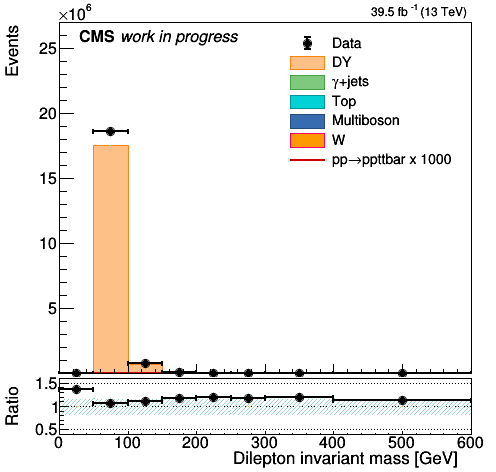 ×10⁶
39.5 fb⁻¹ (13 TeV)
CMS work in progress
Events
25
20
15
10
5
Data
DY
γ+jets
Top
Multiboson
W
pp→ppttbar x 1000
Ratio
1.5
1
0.5
0 100 200 300 400 500 600
Dilepton invariant mass [GeV]